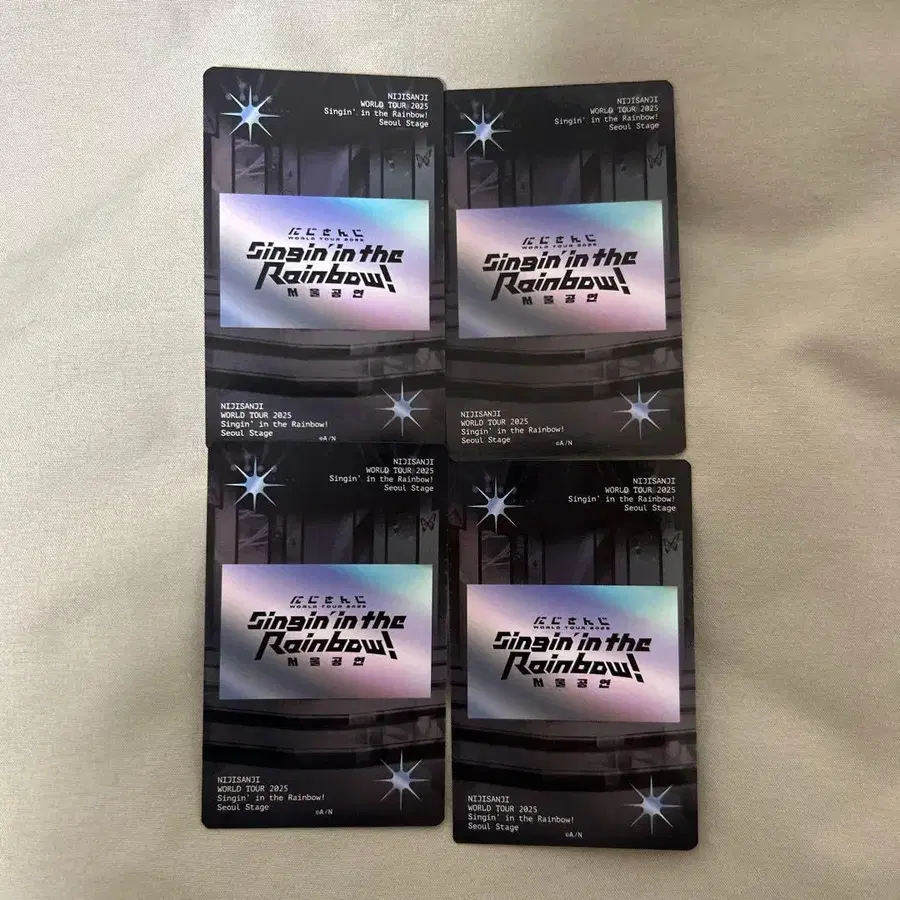 NIJISANJI
WORLD TOUR 2025
Singin' in the Rainbow!
Seoul Stage
にじさんじ
WORLD TOUR 2025
Singin' in the
Rainbow!
서울공연
NIJISANJI
WORLD TOUR 2025
Singin' in the Rainbow!
Seoul Stage
©A/N
NIJISANJI
WORLD TOUR 2025
Singin' in the Rainbow!
Seoul Stage
にじさんじ
WORLD TOUR 2025
Singin' in the
Rainbow!
서울공연
NIJISANJI
WORLD TOUR 2025
Singin' in the Rainbow!
Seoul Stage
©A/N
NIJISANJI
WORLD TOUR 2025
Singin' in the Rainbow!
Seoul Stage
にじさんじ
WORLD TOUR 2025
Singin' in the
Rainbow!
서울공연
NIJISANJI
WORLD TOUR 2025
Singin' in the Rainbow!
Seoul Stage
©A/N
NIJISANJI
WORLD TOUR 2025
Singin' in the Rainbow!
Seoul Stage
にじさんじ
WORLD TOUR 2025
Singin' in the
Rainbow!
서울공연
NIJISANJI
WORLD TOUR 2025
Singin' in the Rainbow!
Seoul Stage
©A/N